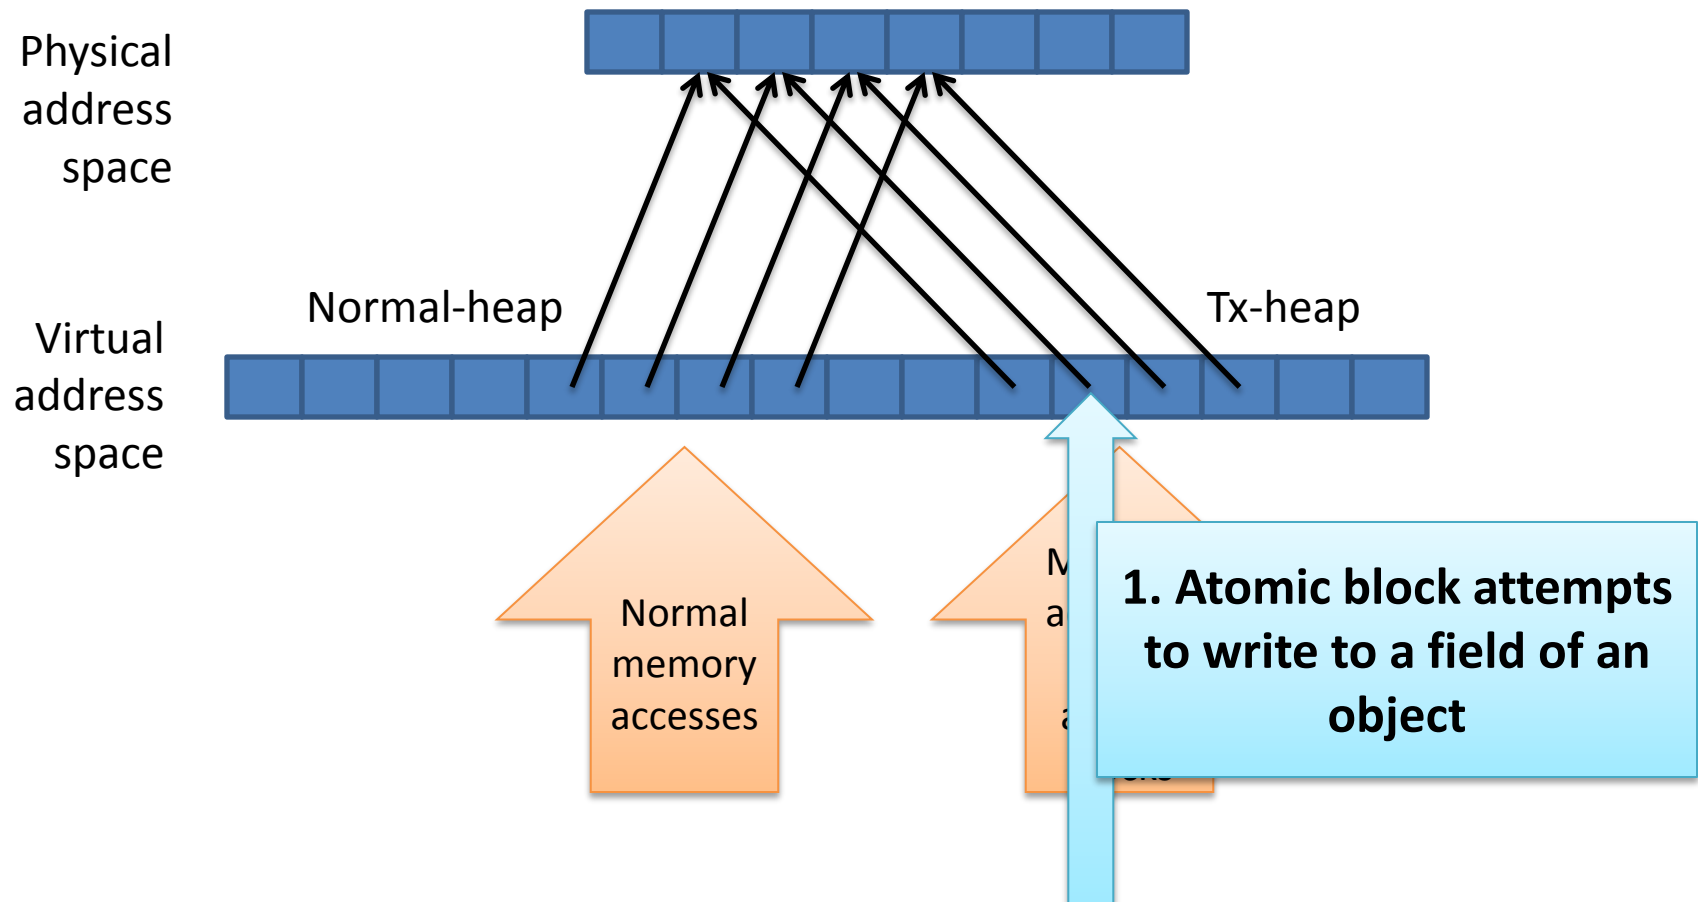 Physical
address
space
Normal-heap
Tx-heap
Virtual
address
space
Normal
memory
accesses
1. Atomic block attempts
to write to a field of an
object